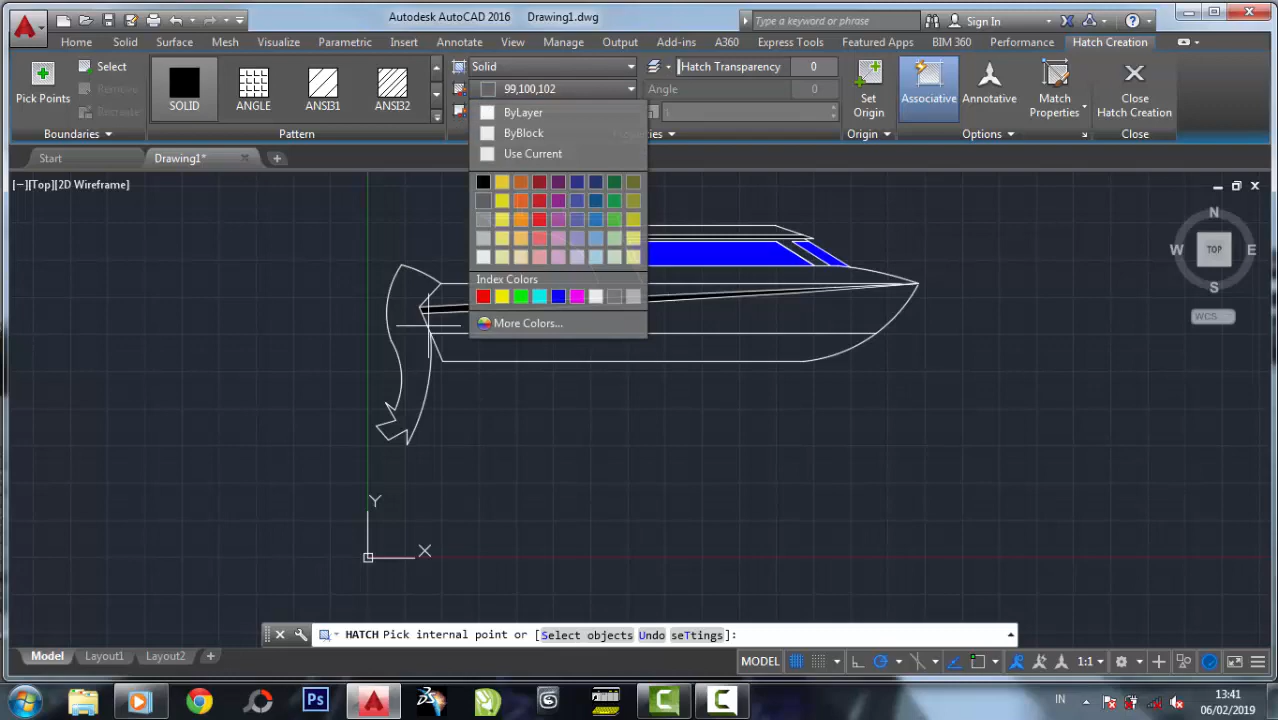 Autodesk AutoCAD 2016 Drawing1.dwg
Type a keyword or phrase
Sign In
Home Solid Surface Mesh Visualize Parametric Insert Annotate View Manage Output Add-ins A360 Express Tools Featured Apps BIM 360 Performance Hatch Creation
Pick Points
Select
Remove
Recreate
SOLID ANGLE ANSI31 ANSI32
Solid
99,100,102
Hatch Transparency 0
Angle 0
1
Set Origin
Associative
Annotative
Match Properties
Close Hatch Creation
Boundaries Pattern Properties Origin Options Close
Start Drawing1*
[−][Top][2D Wireframe]
ByLayer
ByBlock
Use Current
Index Colors
More Colors...
N
W TOP E
S
WCS
Y
X
HATCH Pick internal point or [Select objects Undo seTtings]:
Model Layout1 Layout2
MODEL
1:1
Ps
IN
13:41
06/02/2019